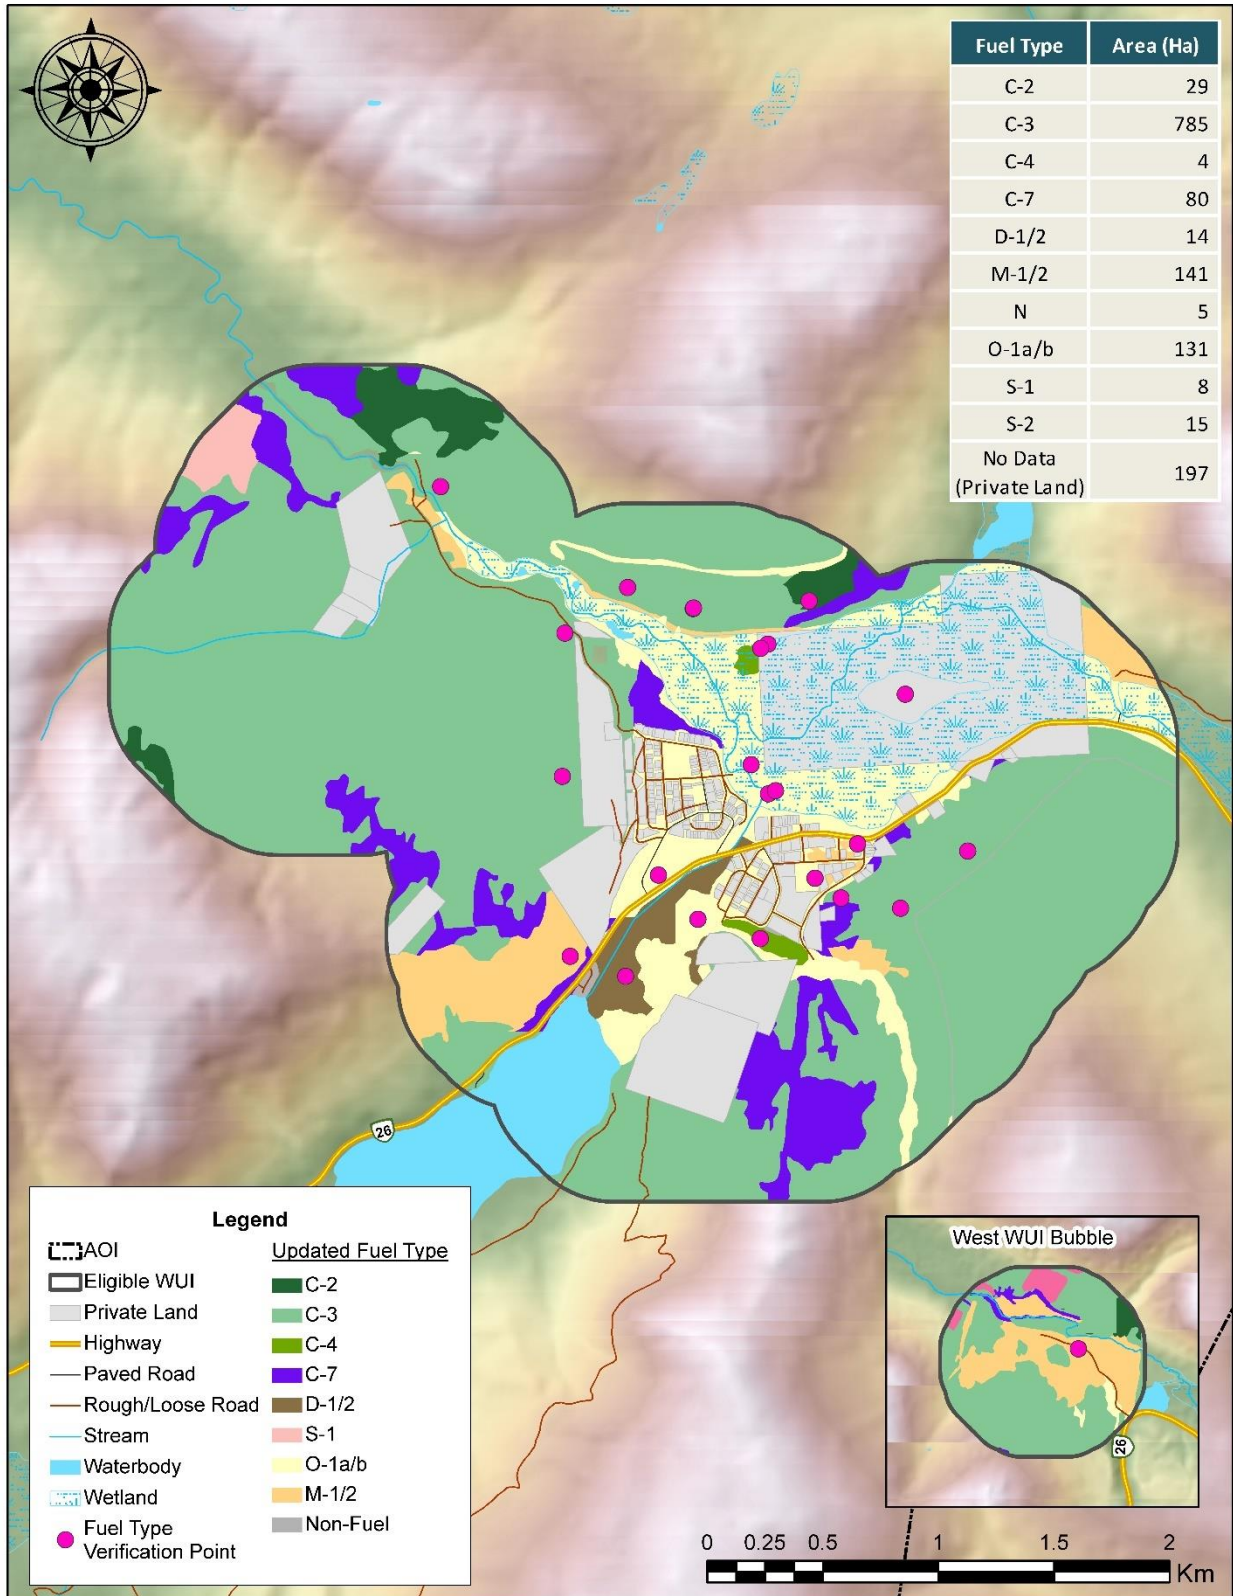 Fuel Type Area (Ha)
C-2 29
C-3 785
C-4 4
C-7 80
D-1/2 14
M-1/2 141
N 5
O-1a/b 131
S-1 8
S-2 15
No Data
(Private Land) 197
26
Legend
AOI
Eligible WUI
Private Land
Highway
Paved Road
Rough/Loose Road
Stream
Waterbody
Wetland
Fuel Type
Verification Point
Updated Fuel Type
C-2
C-3
C-4
C-7
D-1/2
S-1
O-1a/b
M-1/2
Non-Fuel
West WUI Bubble
26
0 0.25 0.5 1 1.5 2
Km